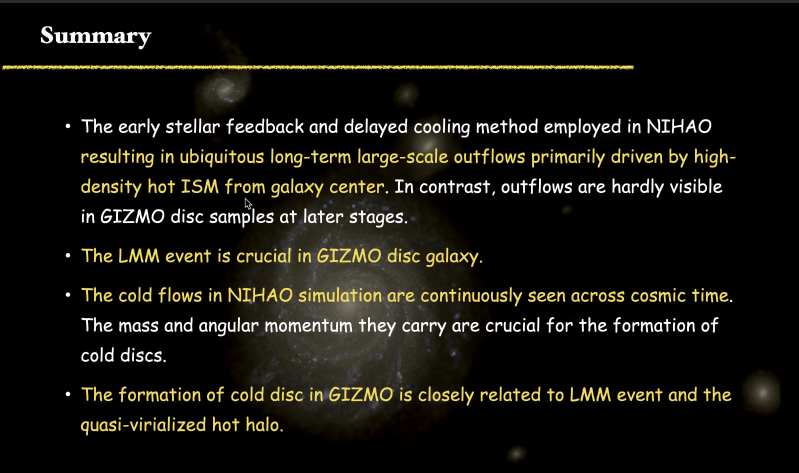 Summary
• The early stellar feedback and delayed cooling method employed in NIHAO
resulting in ubiquitous long-term large-scale outflows primarily driven by high-
density hot ISM from galaxy center. In contrast, outflows are hardly visible
in GIZMO disc samples at later stages.
• The LMM event is crucial in GIZMO disc galaxy.
• The cold flows in NIHAO simulation are continuously seen across cosmic time.
The mass and angular momentum they carry are crucial for the formation of
cold discs.
• The formation of cold disc in GIZMO is closely related to LMM event and the
quasi-virialized hot halo.